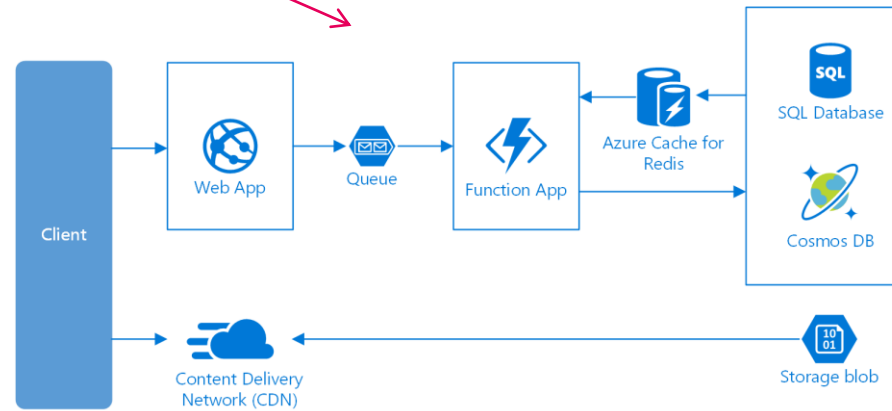 Client
Web App
Queue
Function App
Azure Cache for
Redis
SQL
SQL Database
Cosmos DB
Content Delivery
Network (CDN)
10
01
Storage blob